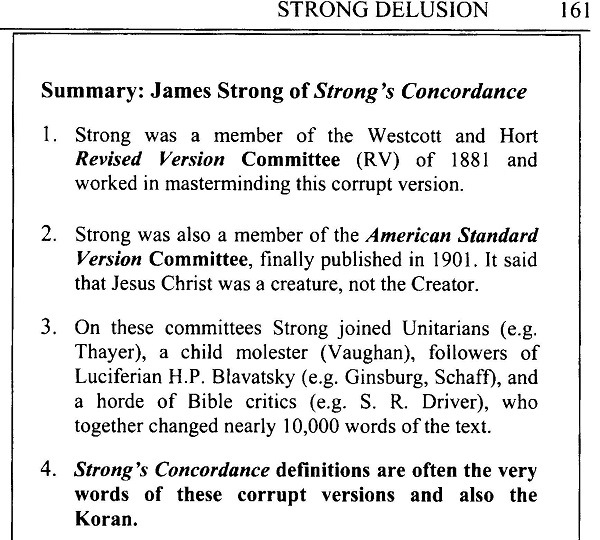 STRONG DELUSION 161
Summary: James Strong of Strong's Concordance
1. Strong was a member of the Westcott and Hort
Revised Version Committee (RV) of 1881 and
worked in masterminding this corrupt version.
2. Strong was also a member of the American Standard
Version Committee, finally published in 1901. It said
that Jesus Christ was a creature, not the Creator.
3. On these committees Strong joined Unitarians (e.g.
Thayer), a child molester (Vaughan), followers of
Luciferian H.P. Blavatsky (e.g. Ginsburg, Schaff), and
a horde of Bible critics (e.g. S. R. Driver), who
together changed nearly 10,000 words of the text.
4. Strong's Concordance definitions are often the very
words of these corrupt versions and also the
Koran.